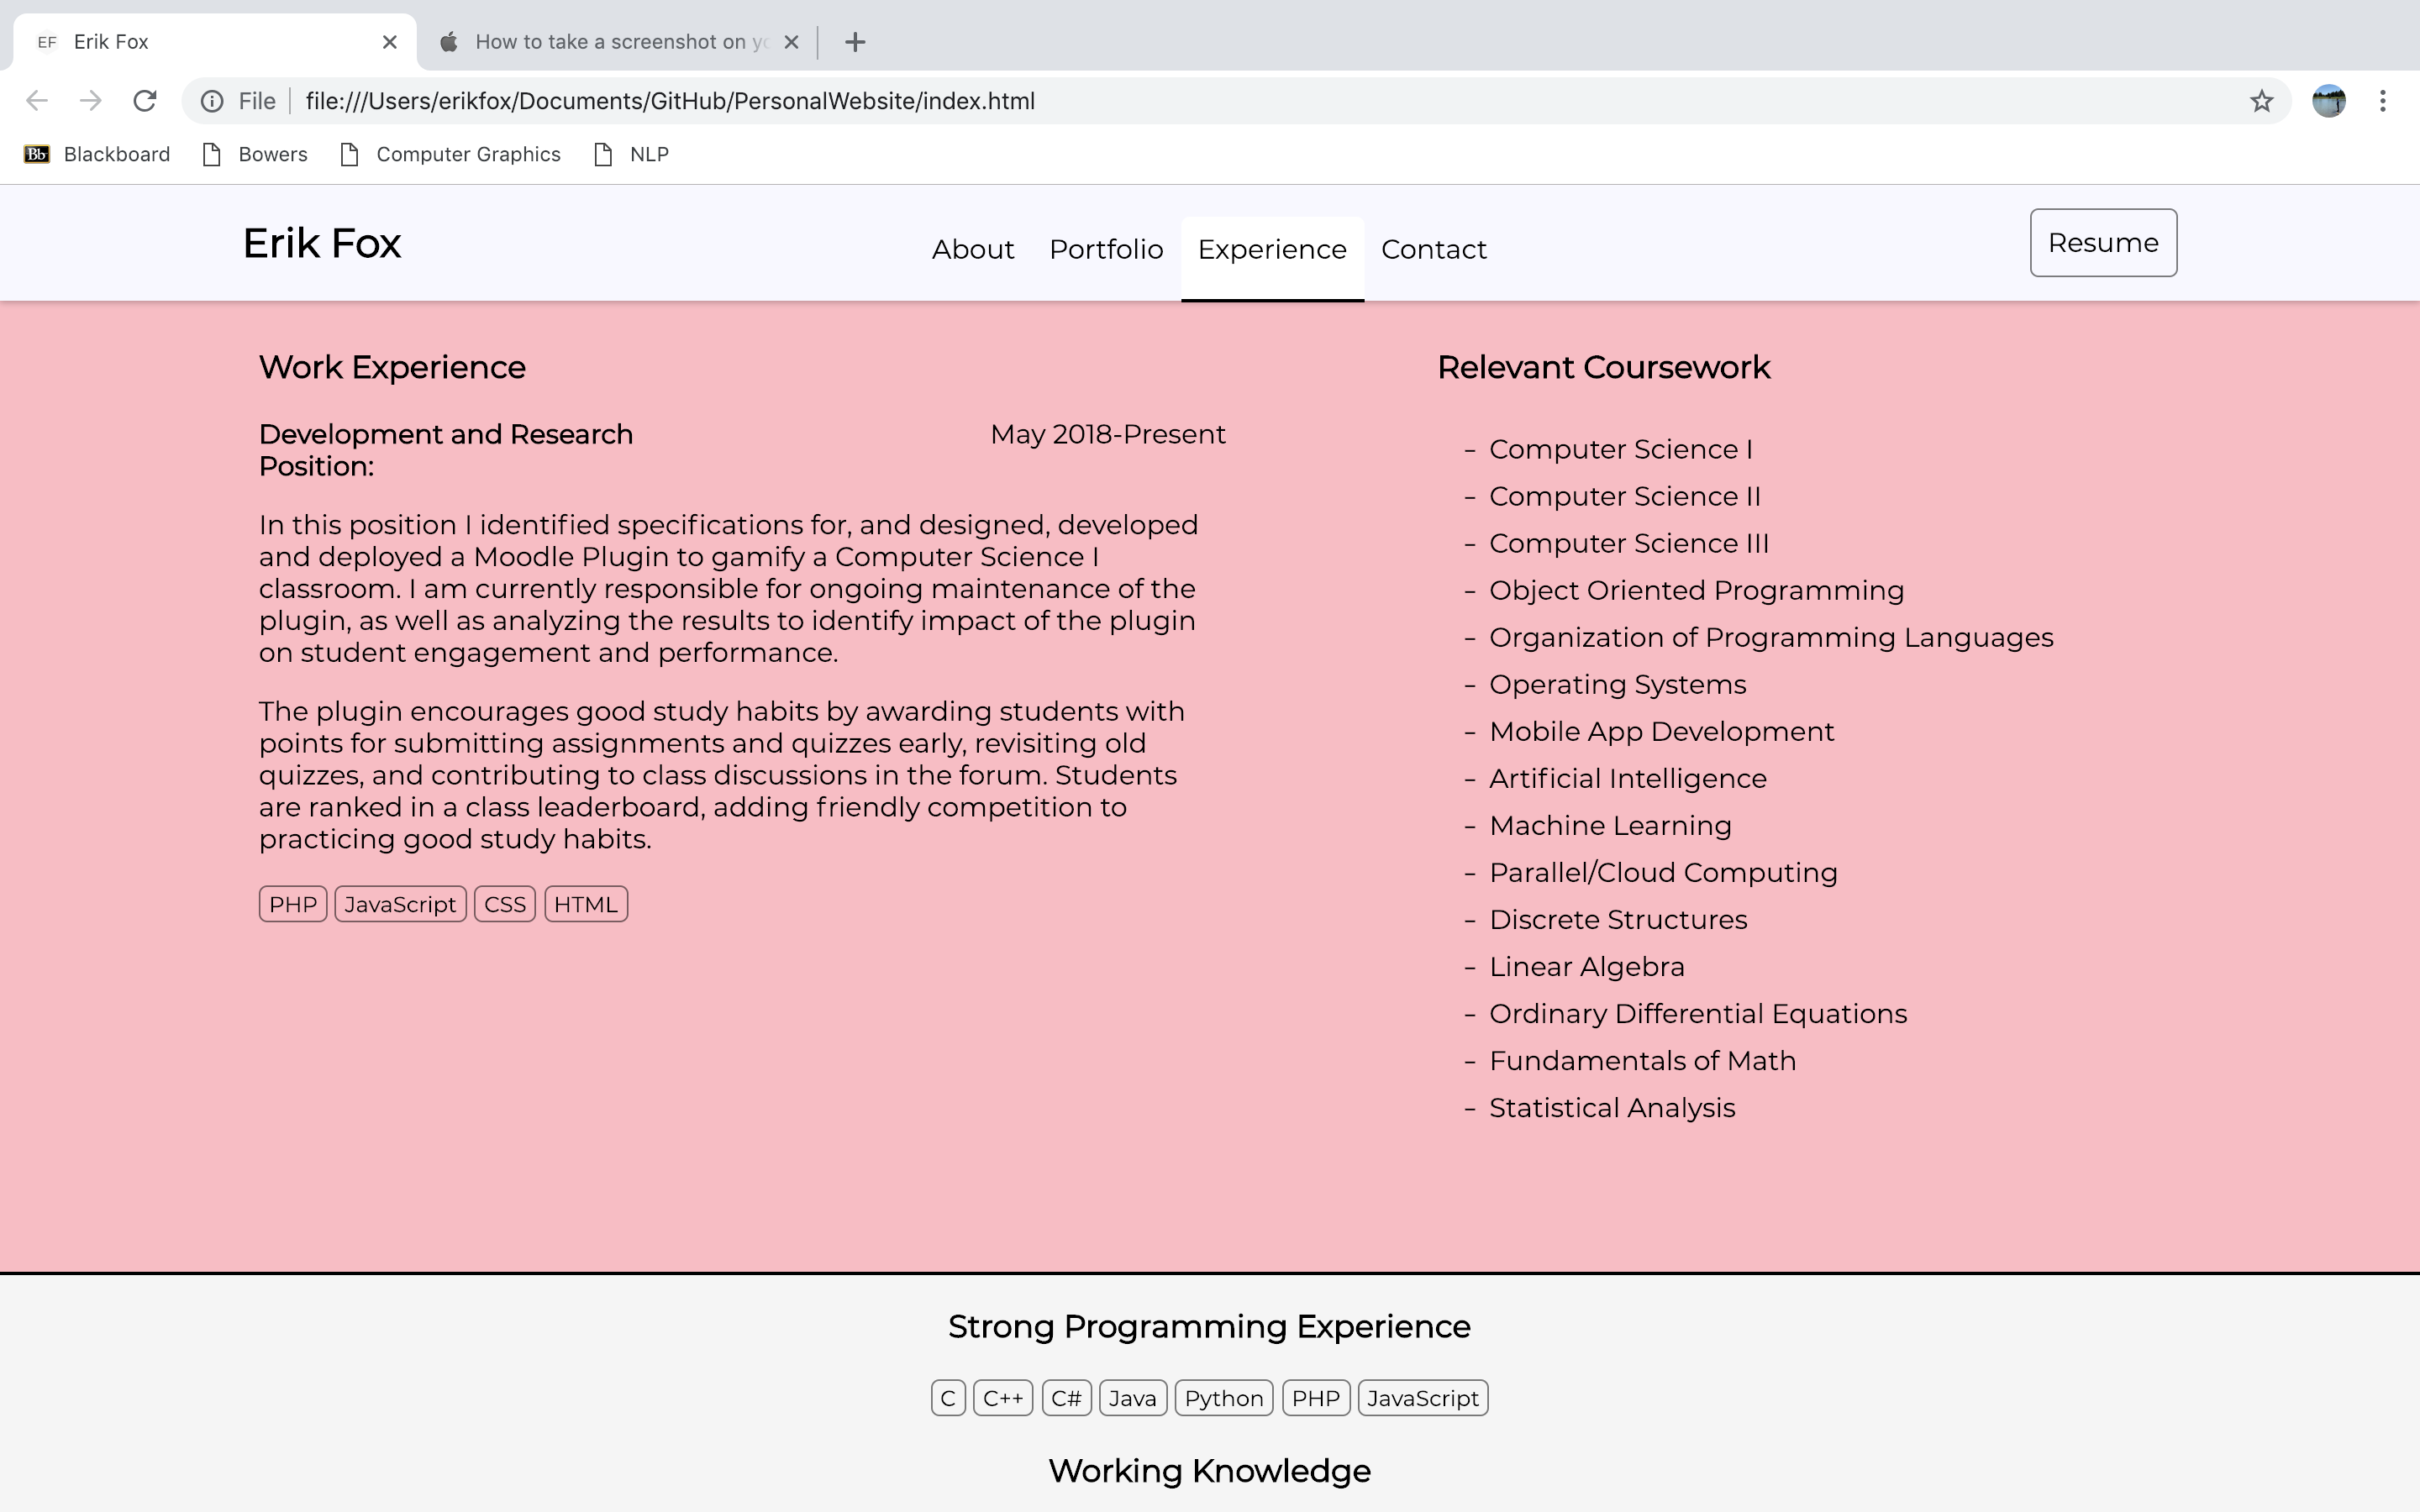 EF Erik Fox
How to take a screenshot on yo
File file:///Users/erikfox/Documents/GitHub/PersonalWebsite/index.html
Bb Blackboard Bowers Computer Graphics NLP
Erik Fox About Portfolio Experience Contact Resume
Work Experience
Development and Research
Position:
May 2018-Present
In this position I identified specifications for, and designed, developed
and deployed a Moodle Plugin to gamify a Computer Science I
classroom. I am currently responsible for ongoing maintenance of the
plugin, as well as analyzing the results to identify impact of the plugin
on student engagement and performance.
The plugin encourages good study habits by awarding students with
points for submitting assignments and quizzes early, revisiting old
quizzes, and contributing to class discussions in the forum. Students
are ranked in a class leaderboard, adding friendly competition to
practicing good study habits.
PHP JavaScript CSS HTML
Relevant Coursework
- Computer Science I
- Computer Science II
- Computer Science III
- Object Oriented Programming
- Organization of Programming Languages
- Operating Systems
- Mobile App Development
- Artificial Intelligence
- Machine Learning
- Parallel/Cloud Computing
- Discrete Structures
- Linear Algebra
- Ordinary Differential Equations
- Fundamentals of Math
- Statistical Analysis
Strong Programming Experience
C C++ C# Java Python PHP JavaScript
Working Knowledge